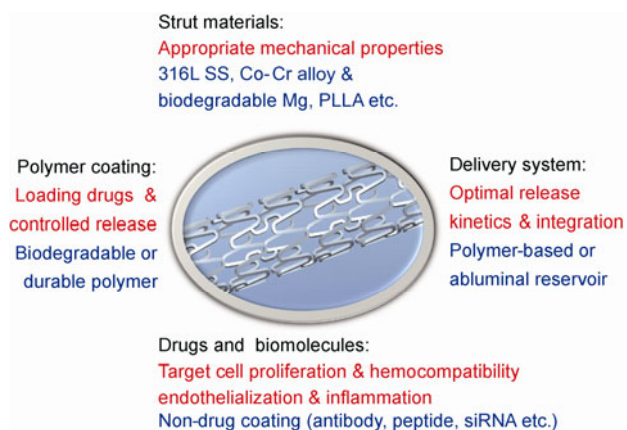 Strut materials:
Appropriate mechanical properties
316L SS, Co-Cr alloy &
biodegradable Mg, PLLA etc.
Polymer coating:
Loading drugs &
controlled release
Biodegradable or
durable polymer
Delivery system:
Optimal release
kinetics & integration
Polymer-based or
abluminal reservoir
Drugs and biomolecules:
Target cell proliferation & hemocompatibility
endothelialization & inflammation
Non-drug coating (antibody, peptide, siRNA etc.)